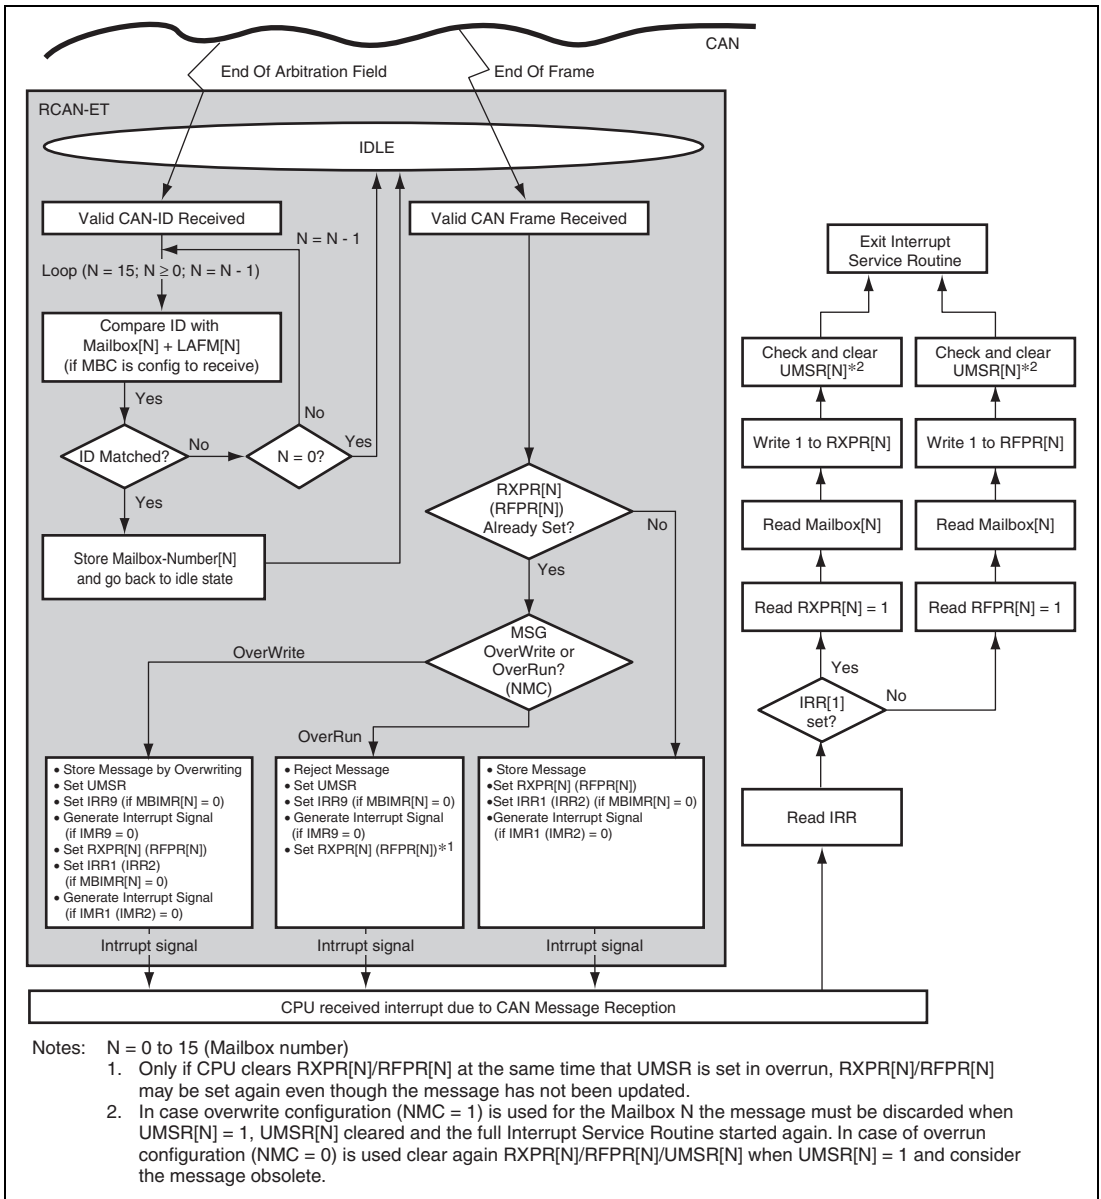 CAN
End Of Arbitration Field
End Of Frame
RCAN-ET
IDLE
Valid CAN-ID Received
Valid CAN Frame Received
N = N - 1
Loop (N = 15; N ≥ 0; N = N - 1)
Compare ID with
Mailbox[N] + LAFM[N]
(if MBC is config to receive)
Yes
No
ID Matched?
No
N = 0?
Yes
Yes
Store Mailbox-Number[N]
and go back to idle state
RXPR[N]
(RFPR[N])
Already Set?
No
Yes
MSG
OverWrite or
OverRun?
(NMC)
OverWrite
OverRun
• Store Message by Overwriting
• Set UMSR
• Set IRR9 (if MBIMR[N] = 0)
• Generate Interrupt Signal
(if IMR9 = 0)
• Set RXPR[N] (RFPR[N])
• Set IRR1 (IRR2)
(if MBIMR[N] = 0)
• Generate Interrupt Signal
(if IMR1 (IMR2) = 0)
• Reject Message
• Set UMSR
• Set IRR9 (if MBIMR[N] = 0)
• Generate Interrupt Signal
(if IMR9 = 0)
• Set RXPR[N] (RFPR[N])*1
• Store Message
•Set RXPR[N] (RFPR[N])
•Set IRR1 (IRR2) (if MBIMR[N] = 0)
•Generate Interrupt Signal
(if IMR1 (IMR2) = 0)
Intrrupt signal
Intrrupt signal
Intrrupt signal
CPU received interrupt due to CAN Message Reception
Exit Interrupt
Service Routine
Check and clear
UMSR[N]*2
Check and clear
UMSR[N]*2
Write 1 to RXPR[N]
Write 1 to RFPR[N]
Read Mailbox[N]
Read Mailbox[N]
Read RXPR[N] = 1
Read RFPR[N] = 1
Yes
No
IRR[1]
set?
Read IRR
Notes: N = 0 to 15 (Mailbox number)
1. Only if CPU clears RXPR[N]/RFPR[N] at the same time that UMSR is set in overrun, RXPR[N]/RFPR[N]
may be set again even though the message has not been updated.
2. In case overwrite configuration (NMC = 1) is used for the Mailbox N the message must be discarded when
UMSR[N] = 1, UMSR[N] cleared and the full Interrupt Service Routine started again. In case of overrun
configuration (NMC = 0) is used clear again RXPR[N]/RFPR[N]/UMSR[N] when UMSR[N] = 1 and consider
the message obsolete.